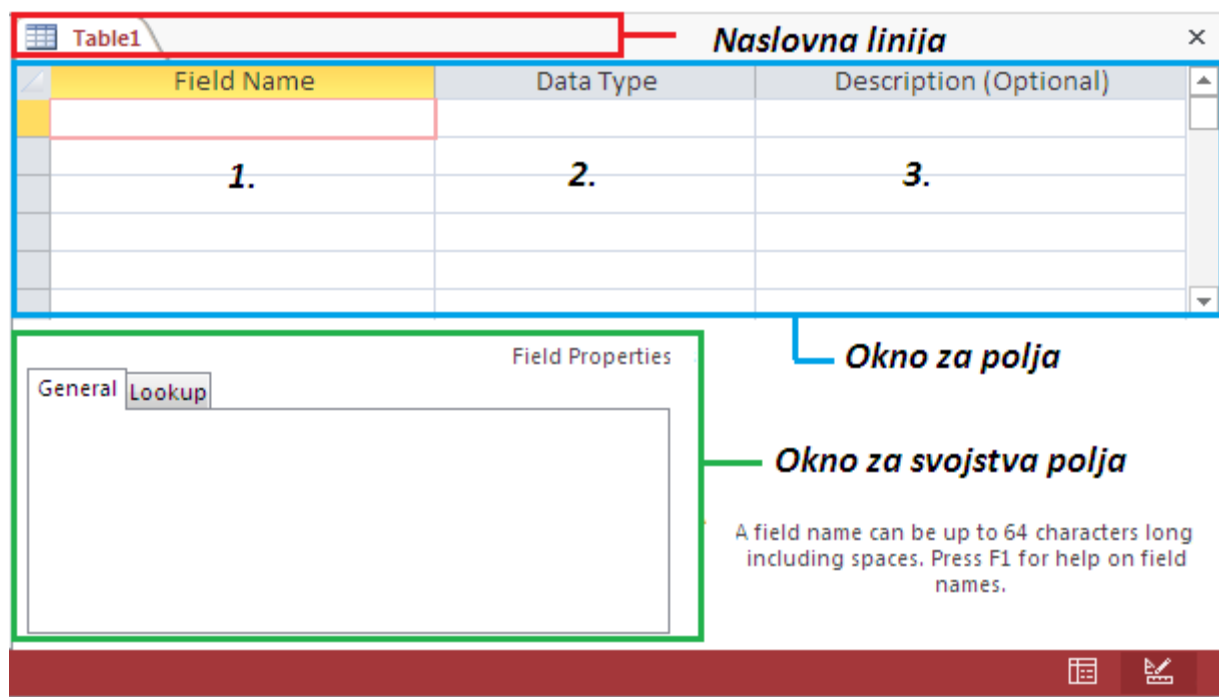 Table1
Naslovna linija
Field Name Data Type Description (Optional)
1. 2. 3.
Field Properties
Okno za polja
General Lookup
Okno za svojstva polja
A field name can be up to 64 characters long
including spaces. Press F1 for help on field
names.